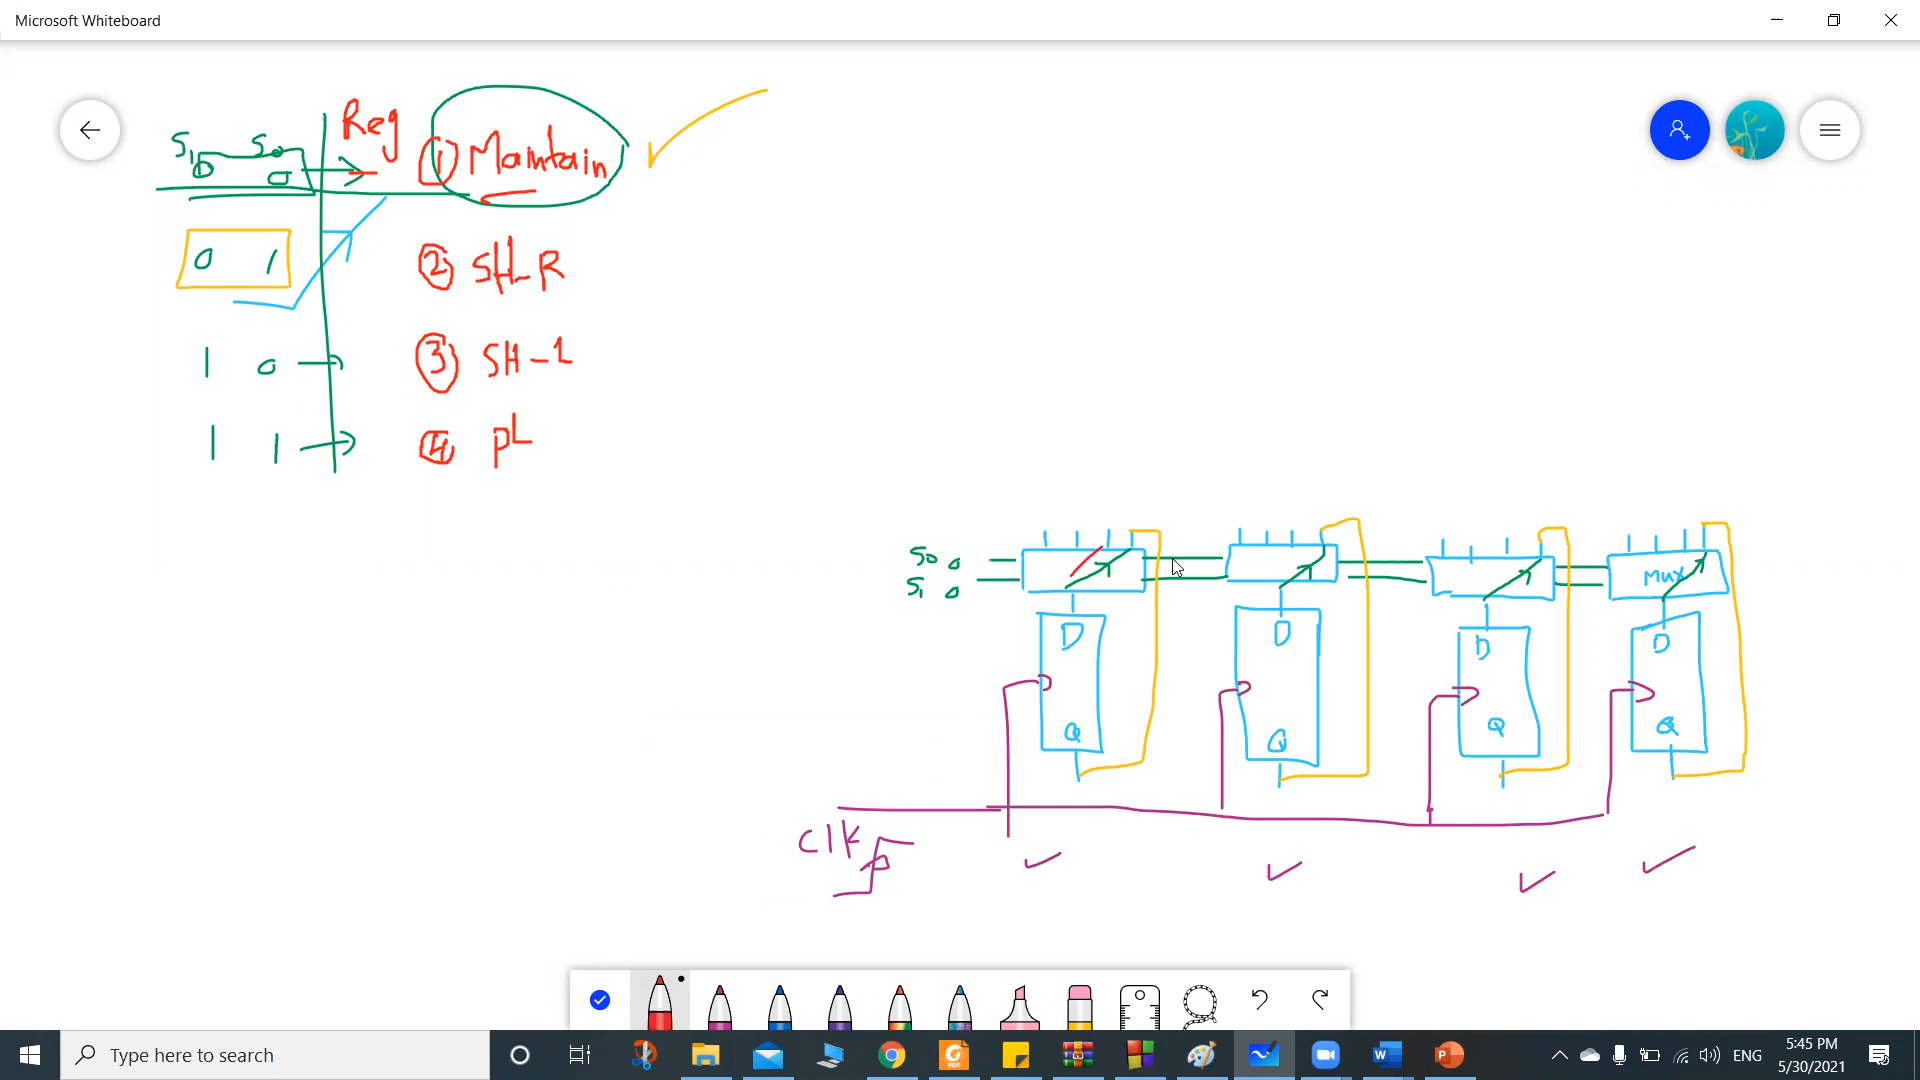 Microsoft Whiteboard
S1 S0 Reg
0 0 ① Maintain
0 1 ② SH-R
1 0 ③ SH-L
1 1 ④ PL
S0 0
S1 0
MUX
D D D D
Q Q Q Q
Clk
Type here to search
ENG
5:45 PM
5/30/2021